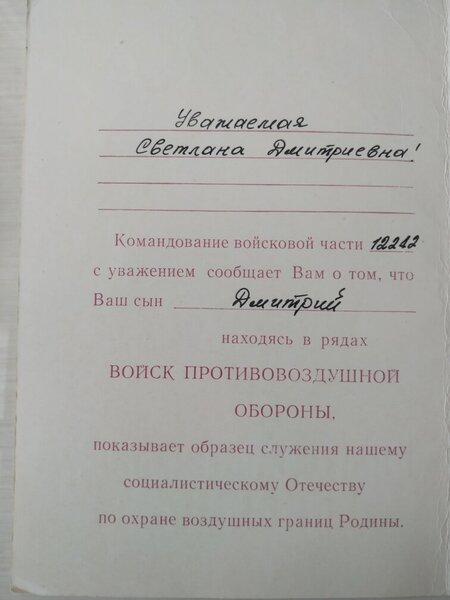 Уважаемая
Светлана Дмитриевна!
Командование войсковой части 12242
с уважением сообщает Вам о том, что
Ваш сын Дмитрий
находясь в рядах
ВОЙСК ПРОТИВОВОЗДУШНОЙ
ОБОРОНЫ,
показывает образец служения нашему
социалистическому Отечеству
по охране воздушных границ Родины.